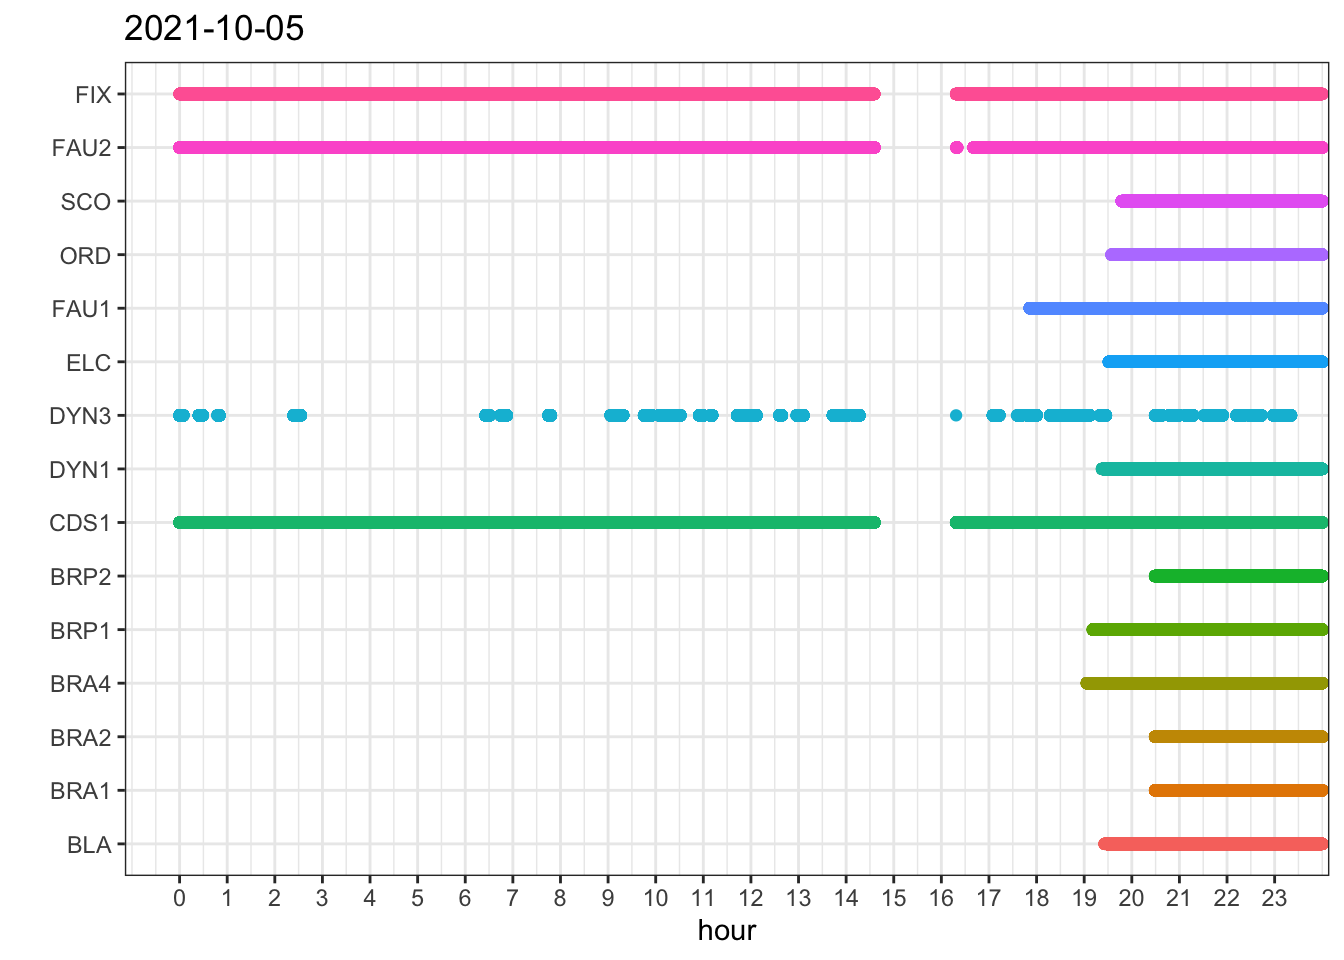 2021-10-05
FIX
FAU2
SCO
ORD
FAU1
ELC
DYN3
DYN1
CDS1
BRP2
BRP1
BRA4
BRA2
BRA1
BLA
0 1 2 3 4 5 6 7 8 9 10 11 12 13 14 15 16 17 18 19 20 21 22 23
hour